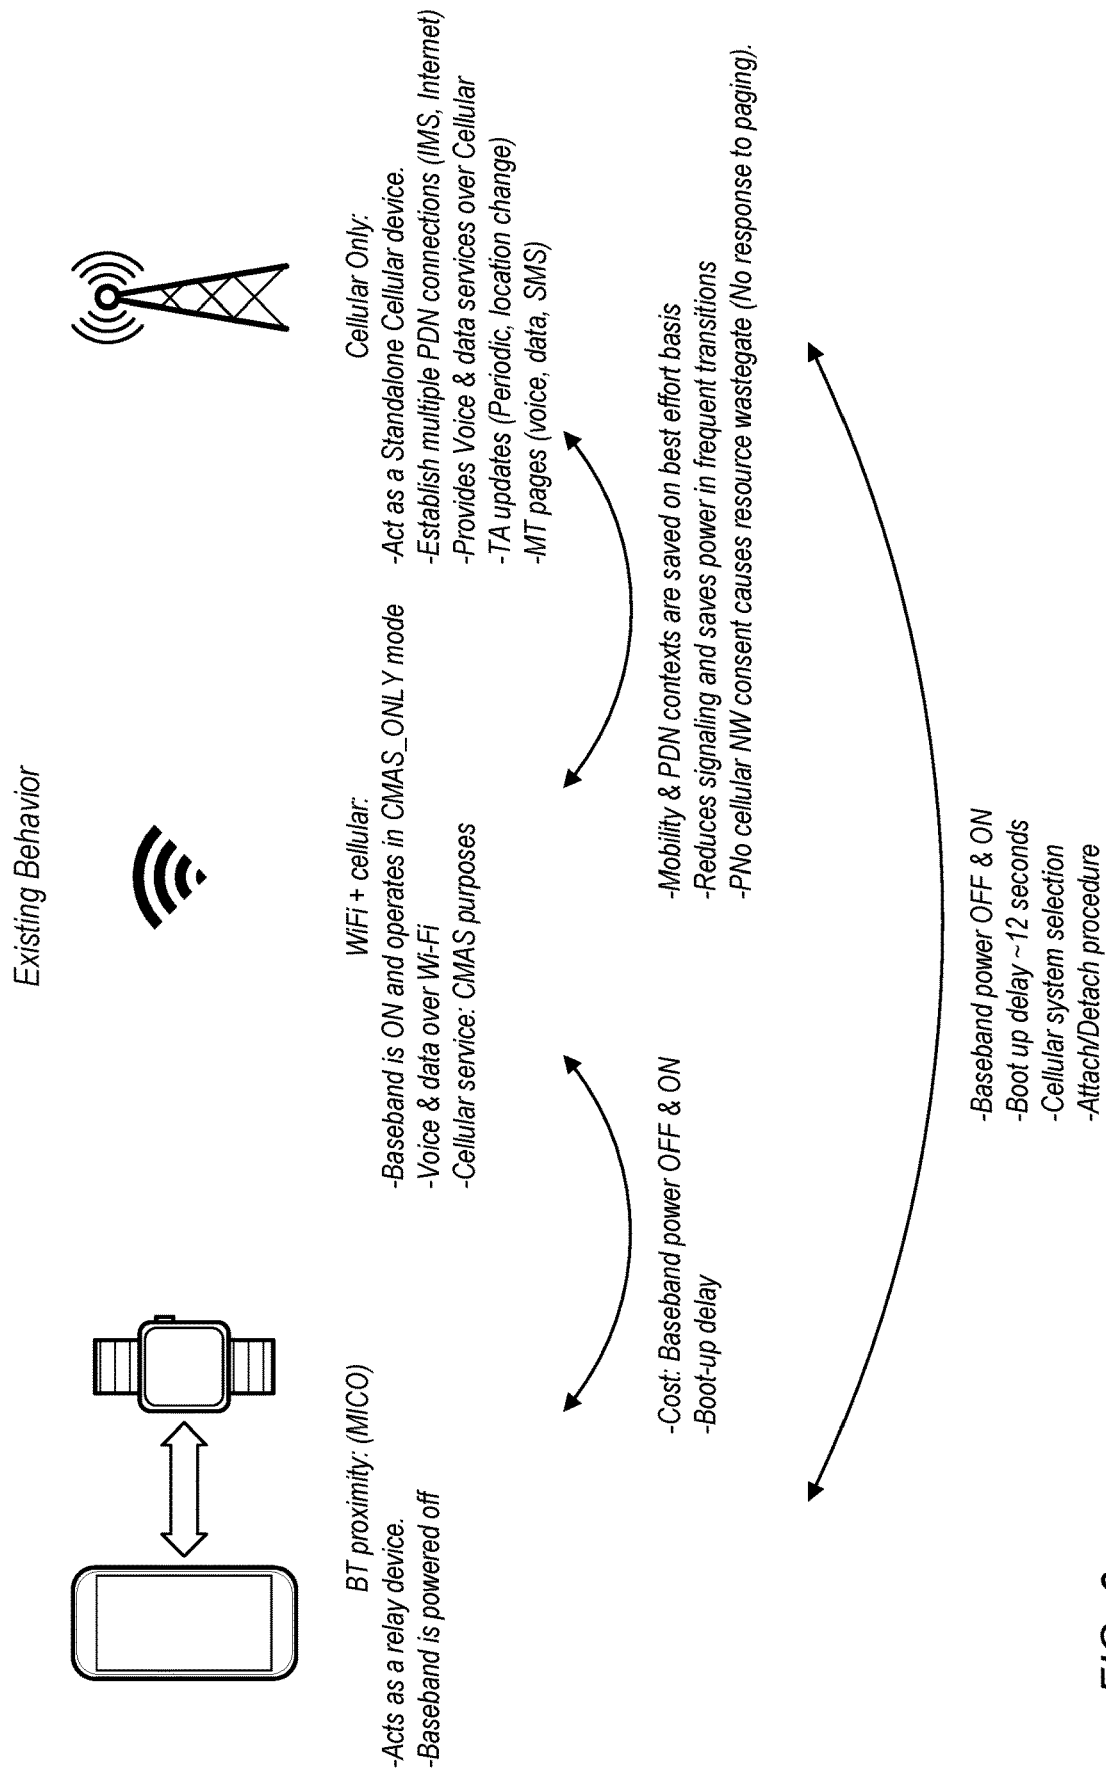 Existing Behavior
BT proximity: (MICO)
-Acts as a relay device.
-Baseband is powered off
WiFi + cellular:
-Baseband is ON and operates in CMAS_ONLY mode
-Voice & data over Wi-Fi
-Cellular service: CMAS purposes
Cellular Only:
-Act as a Standalone Cellular device.
-Establish multiple PDN connections (IMS, Internet)
-Provides Voice & data services over Cellular
-TA updates (Periodic, location change)
-MT pages (voice, data, SMS)
-Cost: Baseband power OFF & ON
-Boot-up delay
-Mobility & PDN contexts are saved on best effort basis
-Reduces signaling and saves power in frequent transitions
-PNo cellular NW consent causes resource wastegate (No response to paging).
-Baseband power OFF & ON
-Boot up delay ~12 seconds
-Cellular system selection
-Attach/Detach procedure